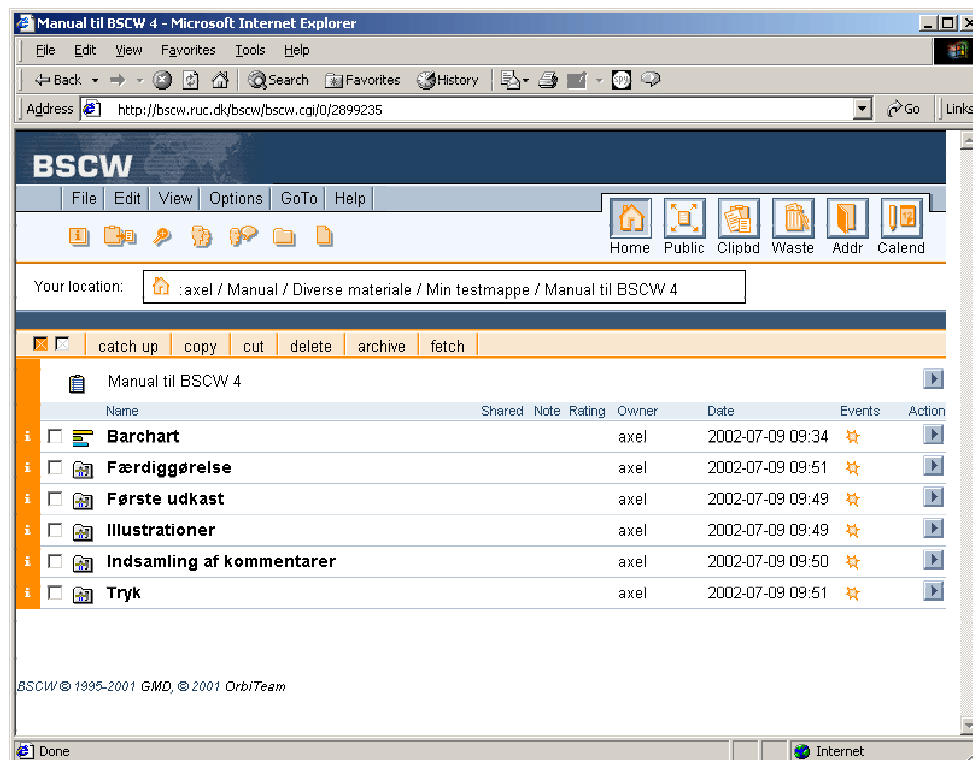 Manual til BSCW 4 - Microsoft Internet Explorer
File Edit View Favorites Tools Help
Back Search Favorites History
Address http://bscw.ruc.dk/bscw/bscw.cgi/0/2899235 Go Links
BSCW
File Edit View Options GoTo Help
Home Public Clipbd Waste Addr Calend
Your location: :axel / Manual / Diverse materiale / Min testmappe / Manual til BSCW 4
catch up copy cut delete archive fetch
Manual til BSCW 4
Name Shared Note Rating Owner Date Events Action
Barchart axel 2002-07-09 09:34
Færdiggørelse axel 2002-07-09 09:51
Første udkast axel 2002-07-09 09:49
Illustrationer axel 2002-07-09 09:49
Indsamling af kommentarer axel 2002-07-09 09:50
Tryk axel 2002-07-09 09:51
BSCW © 1995-2001 GMD, © 2001 OrbiTeam
Done Internet